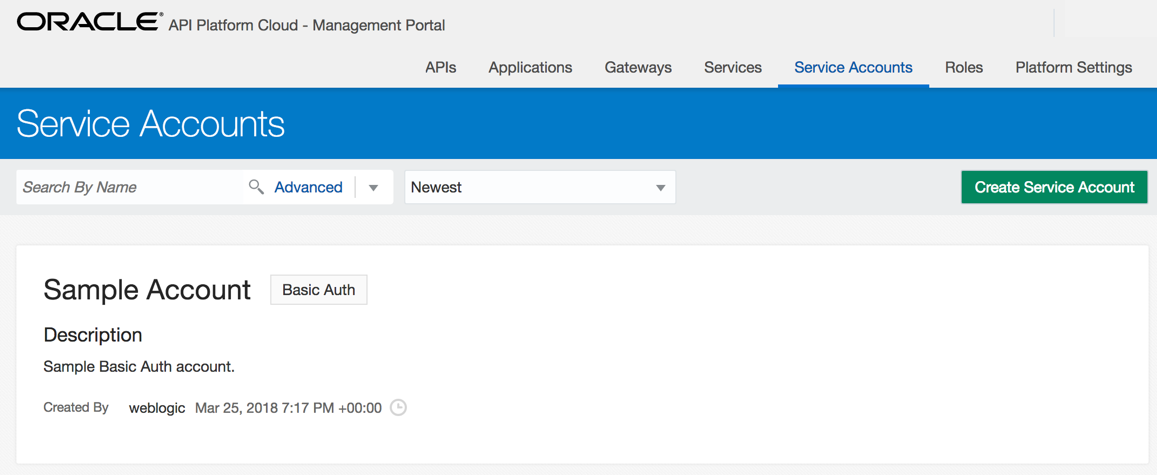 ORACLE® API Platform Cloud - Management Portal
APIs Applications Gateways Services Service Accounts Roles Platform Settings
Service Accounts
Search By Name Advanced Newest Create Service Account
Sample Account Basic Auth
Description
Sample Basic Auth account.
Created By weblogic Mar 25, 2018 7:17 PM +00:00